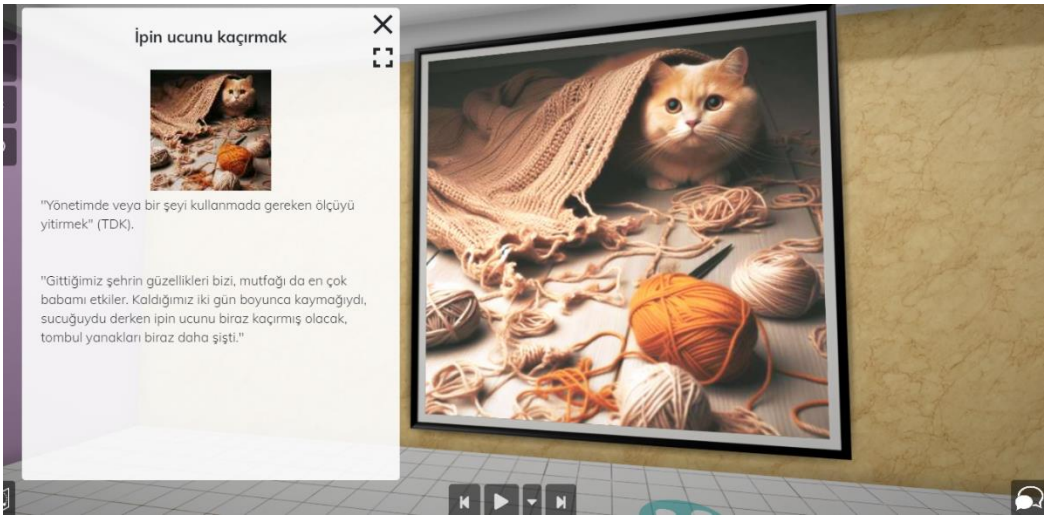 İpin ucunu kaçırmak
"Yönetimde veya bir şeyi kullanmada gereken ölçüyü
yitirmek" (TDK).
"Gittiğimiz şehrin güzellikleri bizi, mutfağı da en çok
babamı etkiler. Kaldığımız iki gün boyunca kaymağıydı,
sucuğuydu derken ipin ucunu biraz kaçırmış olacak,
tombul yanakları biraz daha şişti."